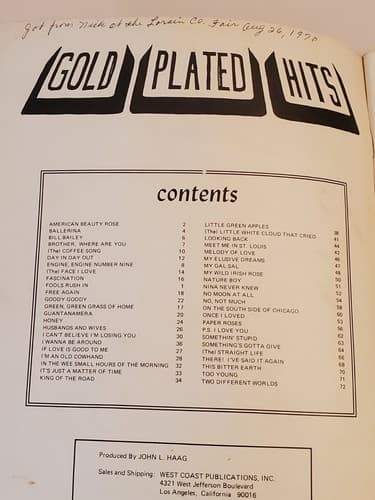 got from Nick at the Lorain Co. Fair Aug 26, 1970
GOLD PLATED HITS
contents
AMERICAN BEAUTY ROSE 2
BALLERINA 4
BILL BAILEY 6
BROTHER, WHERE ARE YOU 7
(The) COFFEE SONG 10
DAY IN DAY OUT 12
ENGINE, ENGINE NUMBER NINE 8
(The) FACE I LOVE 14
FASCINATION 16
FOOLS RUSH IN 1
FREE AGAIN 18
GOODY GOODY 22
GREEN, GREEN GRASS OF HOME 17
GUANTANAMERA 20
HONEY 24
HUSBANDS AND WIVES 26
I CAN'T BELIEVE I'M LOSING YOU 30
I WANNA BE AROUND 36
IF LOVE IS GOOD TO ME 27
I'M AN OLD COWHAND 31
IN THE WEE SMALL HOURS OF THE MORNING 32
IT'S JUST A MATTER OF TIME 33
KING OF THE ROAD 34
LITTLE GREEN APPLES
(The) LITTLE WHITE CLOUD THAT CRIED 38
LOOKING BACK 41
MEET ME IN ST. LOUIS 44
MELODY OF LOVE 42
MY ELUSIVE DREAMS 46
MY GAL SAL
MY WILD IRISH ROSE
NATURE BOY 50
NINA NEVER KNEW 51
NO MOON AT ALL 52
NO, NOT MUCH 54
ON THE SOUTH SIDE OF CHICAGO 58
ONCE I LOVED 60
PAPER ROSES 53
P.S. I LOVE YOU 56
SOMETHIN' STUPID 62
SOMETHING'S GOTTA GIVE 63
(The) STRAIGHT LIFE 64
THERE! I'VE SAID IT AGAIN 66
THIS BITTER EARTH 68
TOO YOUNG 70
TWO DIFFERENT WORLDS 71
72
Produced By JOHN L. HAAG
Sales and Shipping: WEST COAST PUBLICATIONS, INC.
4321 West Jefferson Boulevard
Los Angeles, California 90016